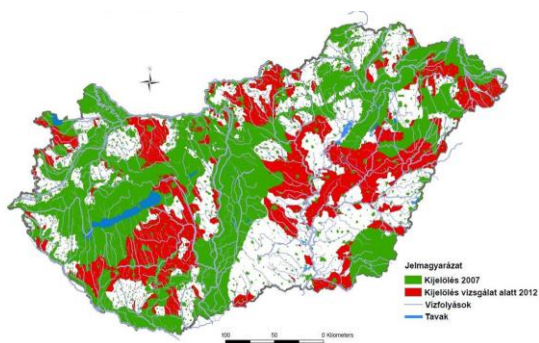 N
Jelmagyarázat
Kijelölés 2007
Kijelölés vizsgálat alatt 2012
Vízfolyások
Tavak
100 50 0 Kilometers